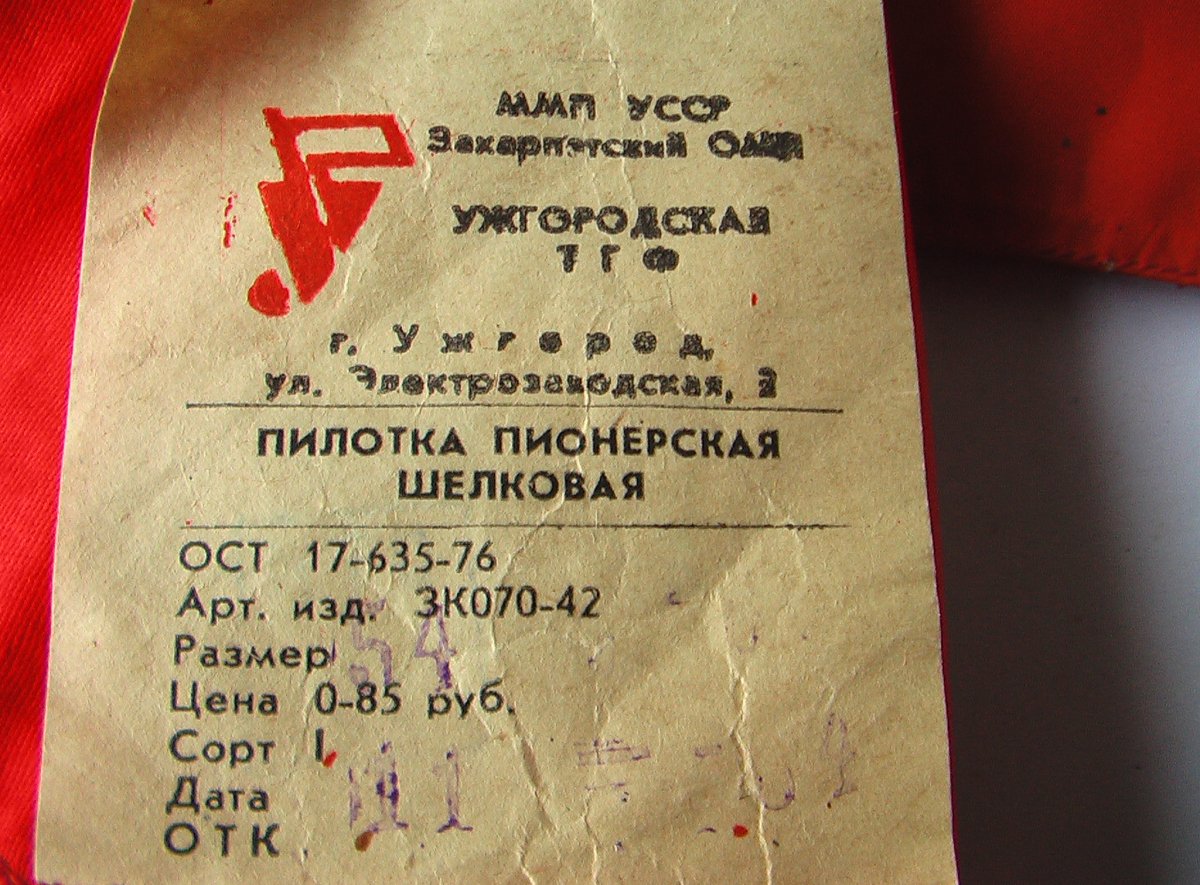 ММП УССР
Закарпатский
УЖГОРОДСКАЯ
ТГФ
г. Ужгород,
ул. Электрозаводская, 2
ПИЛОТКА ПИОНЕРСКАЯ
ШЕЛКОВАЯ
ОСТ 17-635-76
Арт. изд. 3К070-42
Размер 54
Цена 0-85 руб.
Сорт I
Дата
ОТК